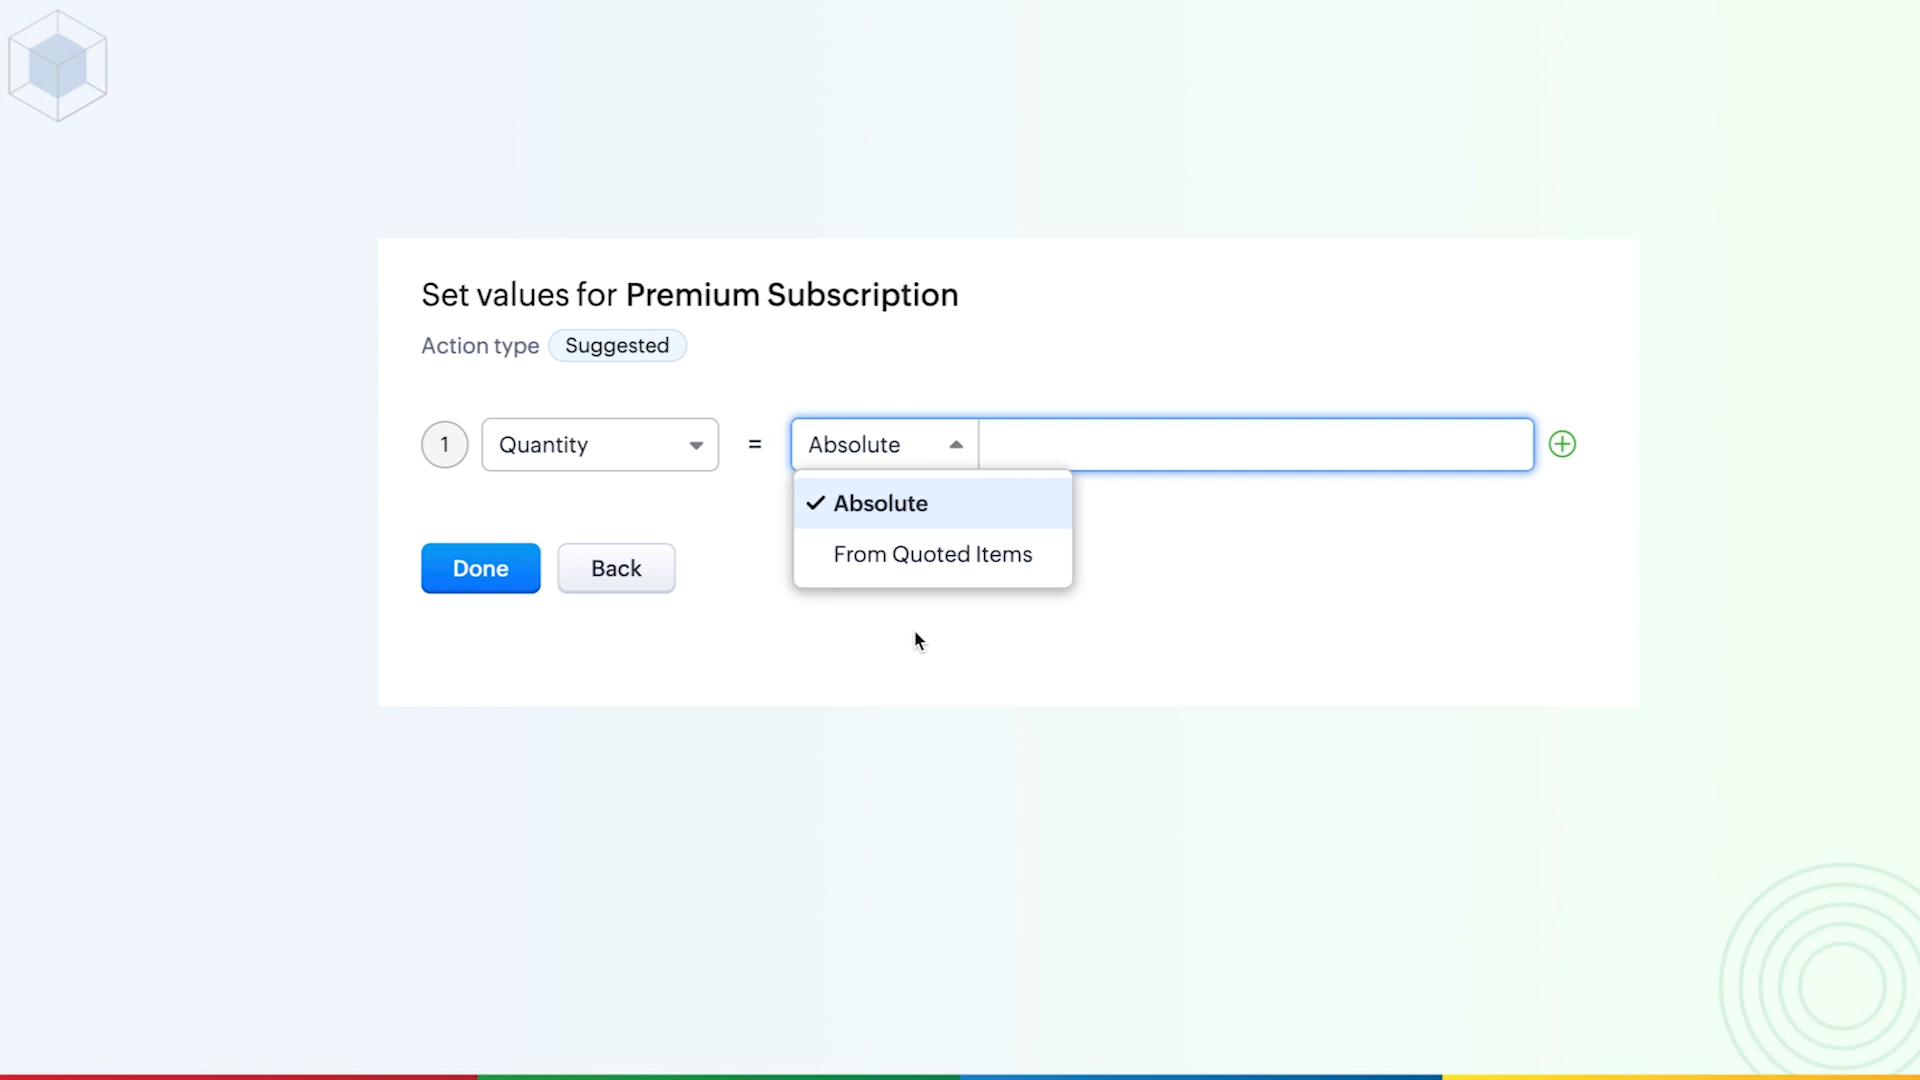 Set values for Premium Subscription
Action type Suggested
1 Quantity = Absolute
Absolute
From Quoted Items
Done Back